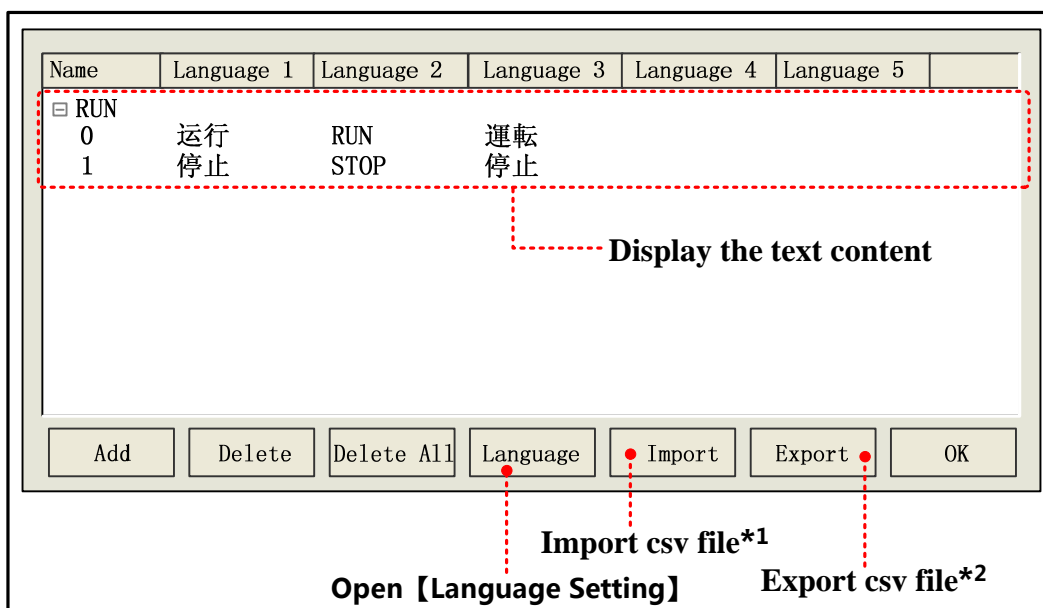 Name Language 1 Language 2 Language 3 Language 4 Language 5
RUN
0 运行 RUN 運転
1 停止 STOP 停止
Display the text content
Add Delete Delete All Language Import Export OK
Import csv file*1
Export csv file*2
Open【Language Setting】